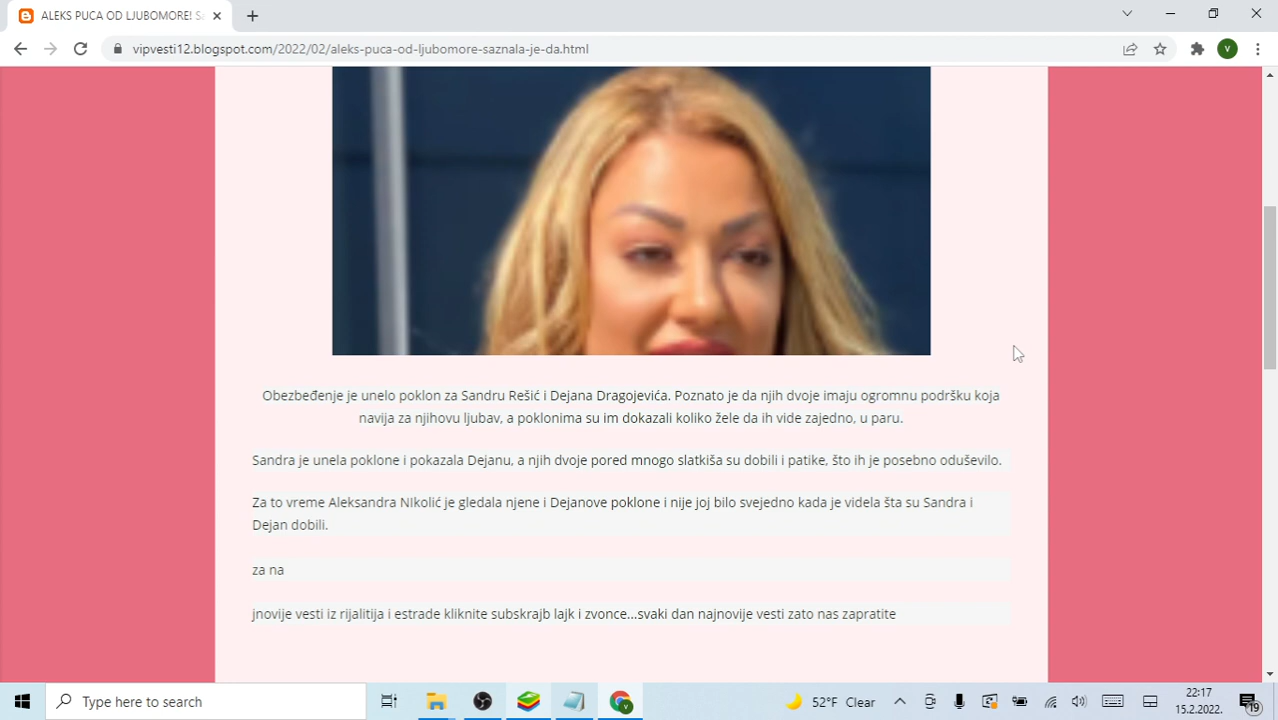 ALEKS PUCA OD LJUBOMORE! Sa
vipvesti12.blogspot.com/2022/02/aleks-puca-od-ljubomore-saznala-je-da.html
V
Obezbeđenje je unelo poklon za Sandru Rešić i Dejana Dragojevića. Poznato je da njih dvoje imaju ogromnu podršku koja
navija za njihovu ljubav, a poklonima su im dokazali koliko žele da ih vide zajedno, u paru.
Sandra je unela poklone i pokazala Dejanu, a njih dvoje pored mnogo slatkiša su dobili i patike, što ih je posebno oduševilo.
Za to vreme Aleksandra NIkolić je gledala njene i Dejanove poklone i nije joj bilo svejedno kada je videla šta su Sandra i
Dejan dobili.
za na
jnovije vesti iz rijalitija i estrade kliknite subskrajb lajk i zvonce...svaki dan najnovije vesti zato nas zapratite
Type here to search
52°F Clear
22:17
15.2.2022.
19